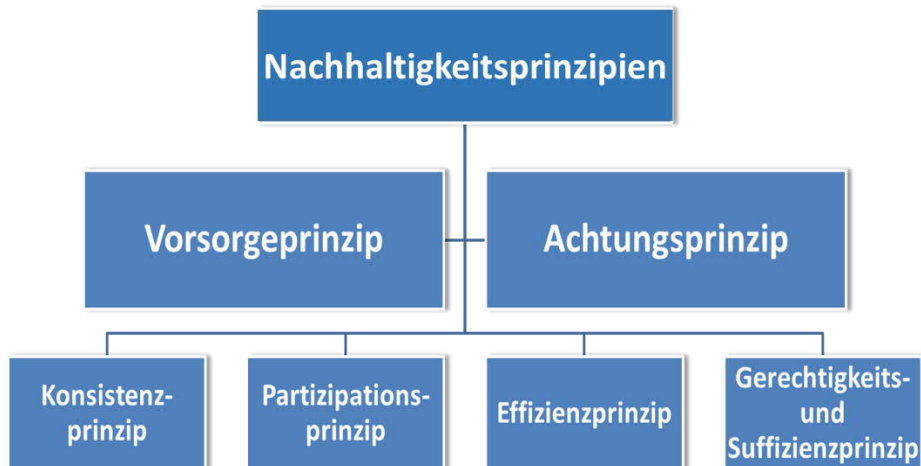 Nachhaltigkeitsprinzipien
Vorsorgeprinzip
Achtungsprinzip
Konsistenz-
prinzip
Partizipations-
prinzip
Effizienzprinzip
Gerechtigkeits-
und
Suffizienzprinzip